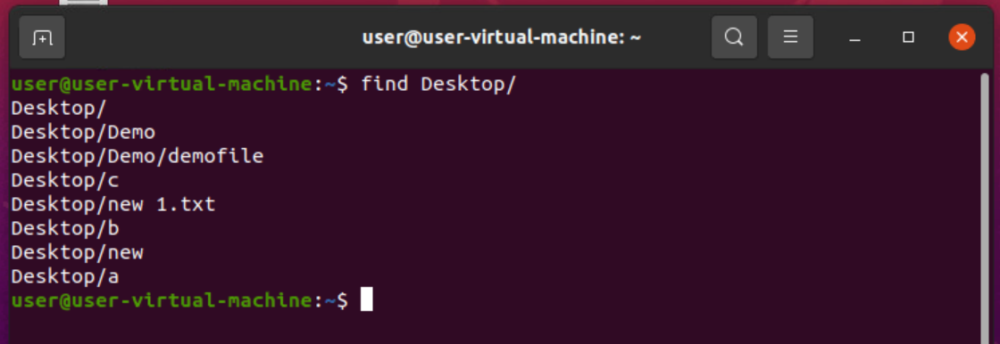 user@user-virtual-machine: ~
user@user-virtual-machine:~$ find Desktop/
Desktop/
Desktop/Demo
Desktop/Demo/demofile
Desktop/c
Desktop/new 1.txt
Desktop/b
Desktop/new
Desktop/a
user@user-virtual-machine:~$